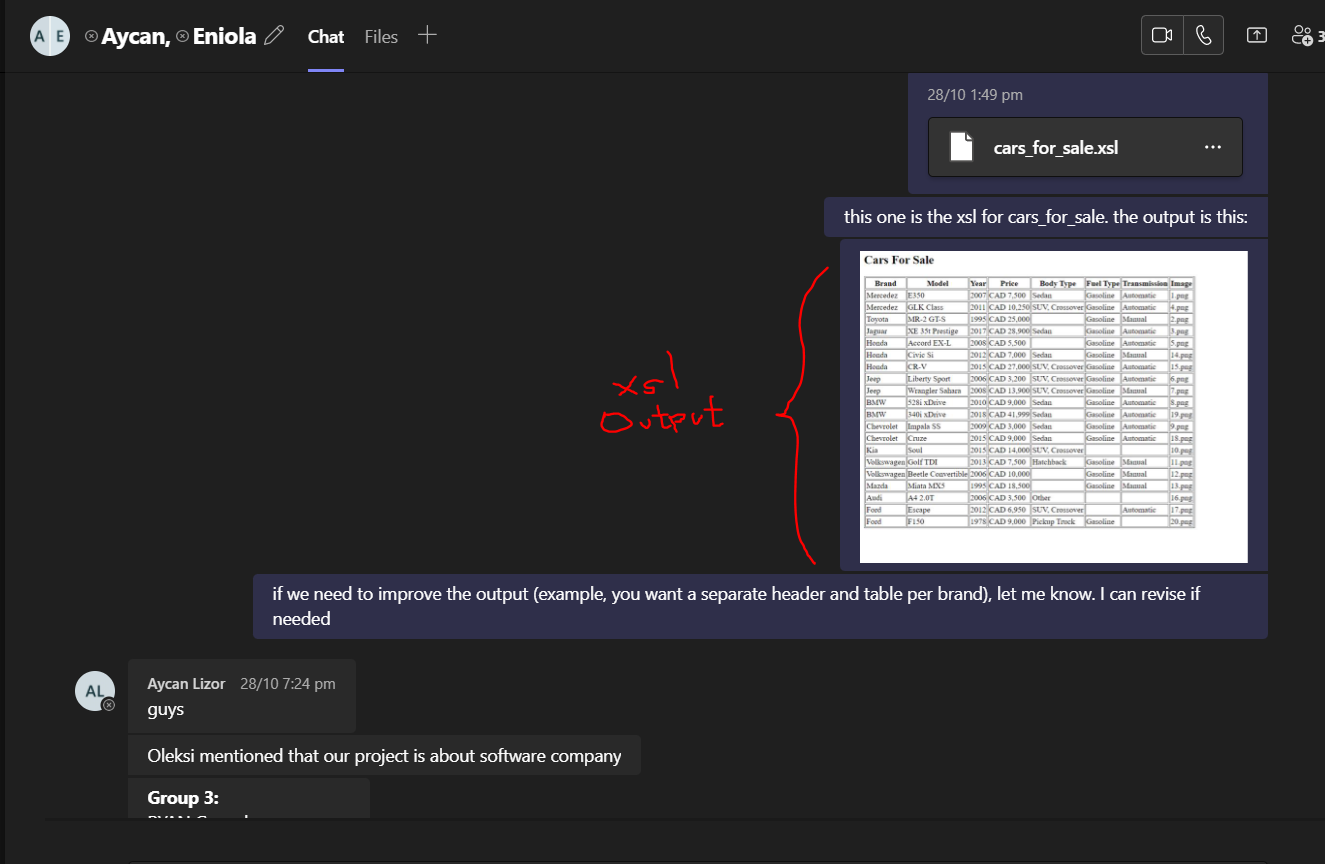 A E Aycan, Eniola Chat Files 3
28/10 1:49 pm
cars_for_sale.xsl
this one is the xsl for cars_for_sale. the output is this:
Cars For Sale
Brand Model Year Price Body Type Fuel Type Transmission Image
Mercedez E350 2007 CAD 7,500 Sedan Gasoline Automatic 1.png
Mercedez GLK Class 2011 CAD 10,250 SUV, Crossover Gasoline Automatic 4.png
Toyota MR-2 GT-S 1995 CAD 25,000 Gasoline Manual 2.png
Jaguar XE 35t Prestige 2017 CAD 28,900 Sedan Gasoline Automatic 3.png
Honda Accord EX-L 2008 CAD 5,500 Gasoline Automatic 5.png
Honda Civic Si 2012 CAD 7,000 Sedan Gasoline Manual 14.png
Honda CR-V 2015 CAD 27,000 SUV, Crossover Gasoline Automatic 15.png
Jeep Liberty Sport 2006 CAD 3,200 SUV, Crossover Gasoline Automatic 6.png
Jeep Wrangler Sahara 2008 CAD 13,900 SUV, Crossover Gasoline Manual 7.png
BMW 528i xDrive 2010 CAD 9,000 Sedan Gasoline Automatic 8.png
BMW 340i xDrive 2018 CAD 41,999 Sedan Gasoline Automatic 19.png
Chevrolet Impala SS 2009 CAD 3,000 Sedan Gasoline Automatic 9.png
Chevrolet Cruze 2015 CAD 9,000 Sedan Gasoline Automatic 18.png
Kia Soul 2015 CAD 14,000 SUV, Crossover 10.png
Volkswagen Golf TDI 2013 CAD 7,500 Hatchback Gasoline Manual 11.png
Volkswagen Beetle Convertible 2006 CAD 10,000 Gasoline Manual 12.png
Mazda Miata MX5 1995 CAD 18,500 Gasoline Manual 13.png
Audi A4 2.0T 2006 CAD 3,500 Other 16.png
Ford Escape 2012 CAD 6,950 SUV, Crossover Automatic 17.png
Ford F150 1978 CAD 9,000 Pickup Truck Gasoline 20.png
xsl
Output
if we need to improve the output (example, you want a separate header and table per brand), let me know. I can revise if
needed
AL Aycan Lizor 28/10 7:24 pm
guys
Oleksi mentioned that our project is about software company
Group 3: